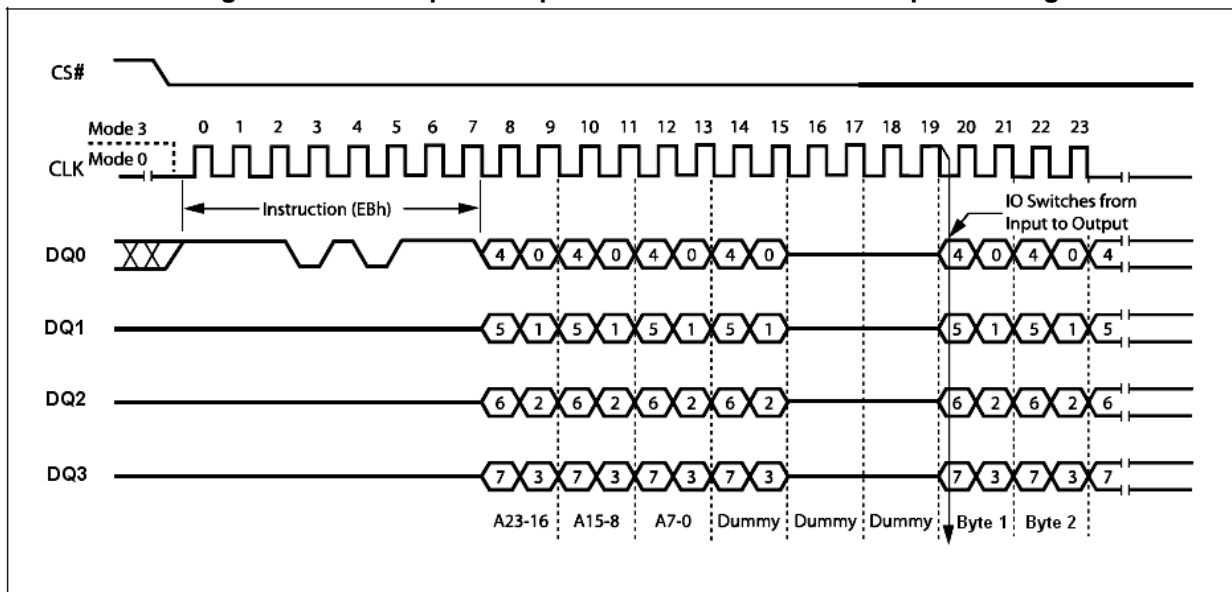 CS#
Mode 3
0 1 2 3 4 5 6 7 8 9 10 11 12 13 14 15 16 17 18 19 20 21 22 23
CLK
Mode 0
Instruction (EBh)
IO Switches from
Input to Output
DQ0
4 0 4 0 4 0 4 0 4 0 4 0 4
DQ1
5 1 5 1 5 1 5 1 5 1 5 1 5
DQ2
6 2 6 2 6 2 6 2 6 2 6 2 6
DQ3
7 3 7 3 7 3 7 3 7 3 7 3 7
A23-16 A15-8 A7-0 Dummy Dummy Dummy Byte 1 Byte 2